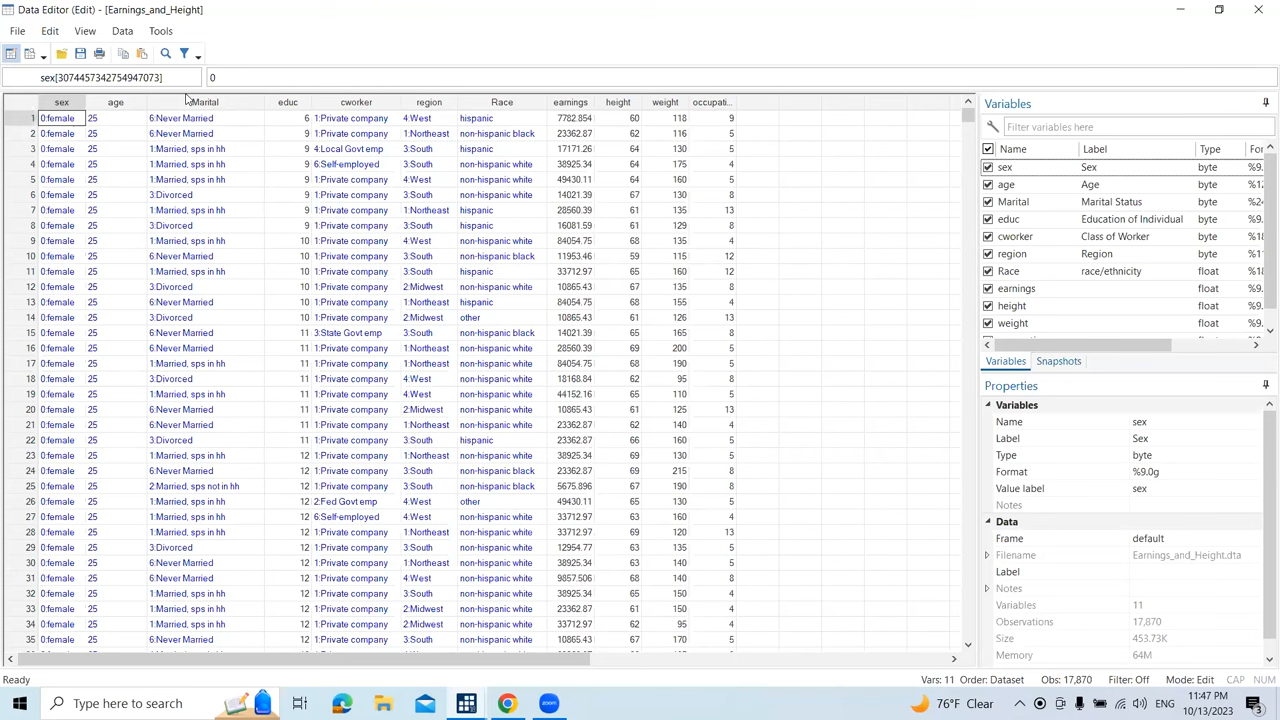 Data Editor (Edit) - [Earnings_and_Height]
File Edit View Data Tools
sex[3074457342754947073] 0
sex age Marital educ cworker region Race earnings height weight occupati...
1 0:female 25 6:Never Married 6 1:Private company 4:West hispanic 7782.854 60 118 9
2 0:female 25 6:Never Married 9 1:Private company 1:Northeast non-hispanic black 23362.87 62 116 5
3 0:female 25 1:Married, sps in hh 9 4:Local Govt emp 3:South hispanic 17171.26 64 130 5
4 0:female 25 1:Married, sps in hh 9 6:Self-employed 3:South non-hispanic white 38925.34 64 175 4
5 0:female 25 1:Married, sps in hh 9 1:Private company 4:West non-hispanic white 49430.11 64 160 5
6 0:female 25 3:Divorced 9 1:Private company 3:South non-hispanic white 14021.39 67 130 8
7 0:female 25 1:Married, sps in hh 9 1:Private company 1:Northeast hispanic 28560.39 61 135 13
8 0:female 25 3:Divorced 9 1:Private company 3:South hispanic 16081.59 61 129 8
9 0:female 25 1:Married, sps in hh 10 1:Private company 4:West non-hispanic white 84054.75 68 135 4
10 0:female 25 6:Never Married 10 1:Private company 3:South non-hispanic black 11953.46 59 115 12
11 0:female 25 1:Married, sps in hh 10 1:Private company 3:South hispanic 33712.97 65 160 12
12 0:female 25 3:Divorced 10 1:Private company 2:Midwest non-hispanic white 10865.43 67 135 8
13 0:female 25 6:Never Married 10 1:Private company 1:Northeast hispanic 84054.75 68 155 4
14 0:female 25 3:Divorced 10 1:Private company 2:Midwest other 10865.43 61 126 13
15 0:female 25 6:Never Married 11 3:State Govt emp 3:South non-hispanic black 14021.39 65 165 8
16 0:female 25 6:Never Married 11 1:Private company 1:Northeast non-hispanic white 28560.39 69 200 5
17 0:female 25 1:Married, sps in hh 11 1:Private company 1:Northeast non-hispanic white 84054.75 68 190 5
18 0:female 25 3:Divorced 11 1:Private company 4:West non-hispanic white 18168.84 62 95 8
19 0:female 25 1:Married, sps in hh 11 1:Private company 4:West non-hispanic white 44152.16 65 110 5
20 0:female 25 6:Never Married 11 1:Private company 2:Midwest non-hispanic white 10865.43 61 125 13
21 0:female 25 6:Never Married 11 1:Private company 1:Northeast non-hispanic white 23362.87 62 140 4
22 0:female 25 3:Divorced 11 1:Private company 3:South hispanic 23362.87 66 160 5
23 0:female 25 1:Married, sps in hh 12 1:Private company 1:Northeast non-hispanic white 38925.34 69 130 5
24 0:female 25 6:Never Married 12 1:Private company 3:South non-hispanic black 23362.87 69 215 8
25 0:female 25 2:Married, sps not in hh 12 1:Private company 3:South non-hispanic black 5675.896 67 190 8
26 0:female 25 1:Married, sps in hh 12 2:Fed Govt emp 4:West other 49430.11 65 130 5
27 0:female 25 1:Married, sps in hh 12 6:Self-employed 4:West non-hispanic white 33712.97 63 160 4
28 0:female 25 1:Married, sps in hh 12 1:Private company 1:Northeast non-hispanic white 33712.97 69 120 13
29 0:female 25 3:Divorced 12 1:Private company 3:South non-hispanic white 12954.77 63 135 5
30 0:female 25 6:Never Married 12 1:Private company 1:Northeast non-hispanic white 38925.34 63 140 5
31 0:female 25 6:Never Married 12 1:Private company 4:West non-hispanic white 9857.506 68 140 8
32 0:female 25 1:Married, sps in hh 12 1:Private company 3:South non-hispanic white 38925.34 65 150 4
33 0:female 25 1:Married, sps in hh 12 1:Private company 2:Midwest non-hispanic white 23362.87 61 150 4
34 0:female 25 1:Married, sps in hh 12 1:Private company 2:Midwest non-hispanic white 33712.97 62 95 4
35 0:female 25 6:Never Married 12 1:Private company 3:South non-hispanic white 10865.43 67 170 5
Variables
Filter variables here
Name Label Type For
sex Sex byte %9.
age Age byte %12
Marital Marital Status byte %2
educ Education of Individual byte %9.
cworker Class of Worker byte %18
region Region byte %1
Race race/ethnicity float %18
earnings float %9.
height float %9.
weight float %9.
Variables Snapshots
Properties
Variables
Name sex
Label Sex
Type byte
Format %9.0g
Value label sex
Notes
Data
Frame default
Filename Earnings_and_Height.dta
Label
Notes
Variables 11
Observations 17,870
Size 453.73K
Memory 64M
Ready Vars: 11 Order: Dataset Obs: 17,870 Filter: Off Mode: Edit CAP NUM
Type here to search
zoom
76°F Clear
ENG
11:47 PM
10/13/2023
3